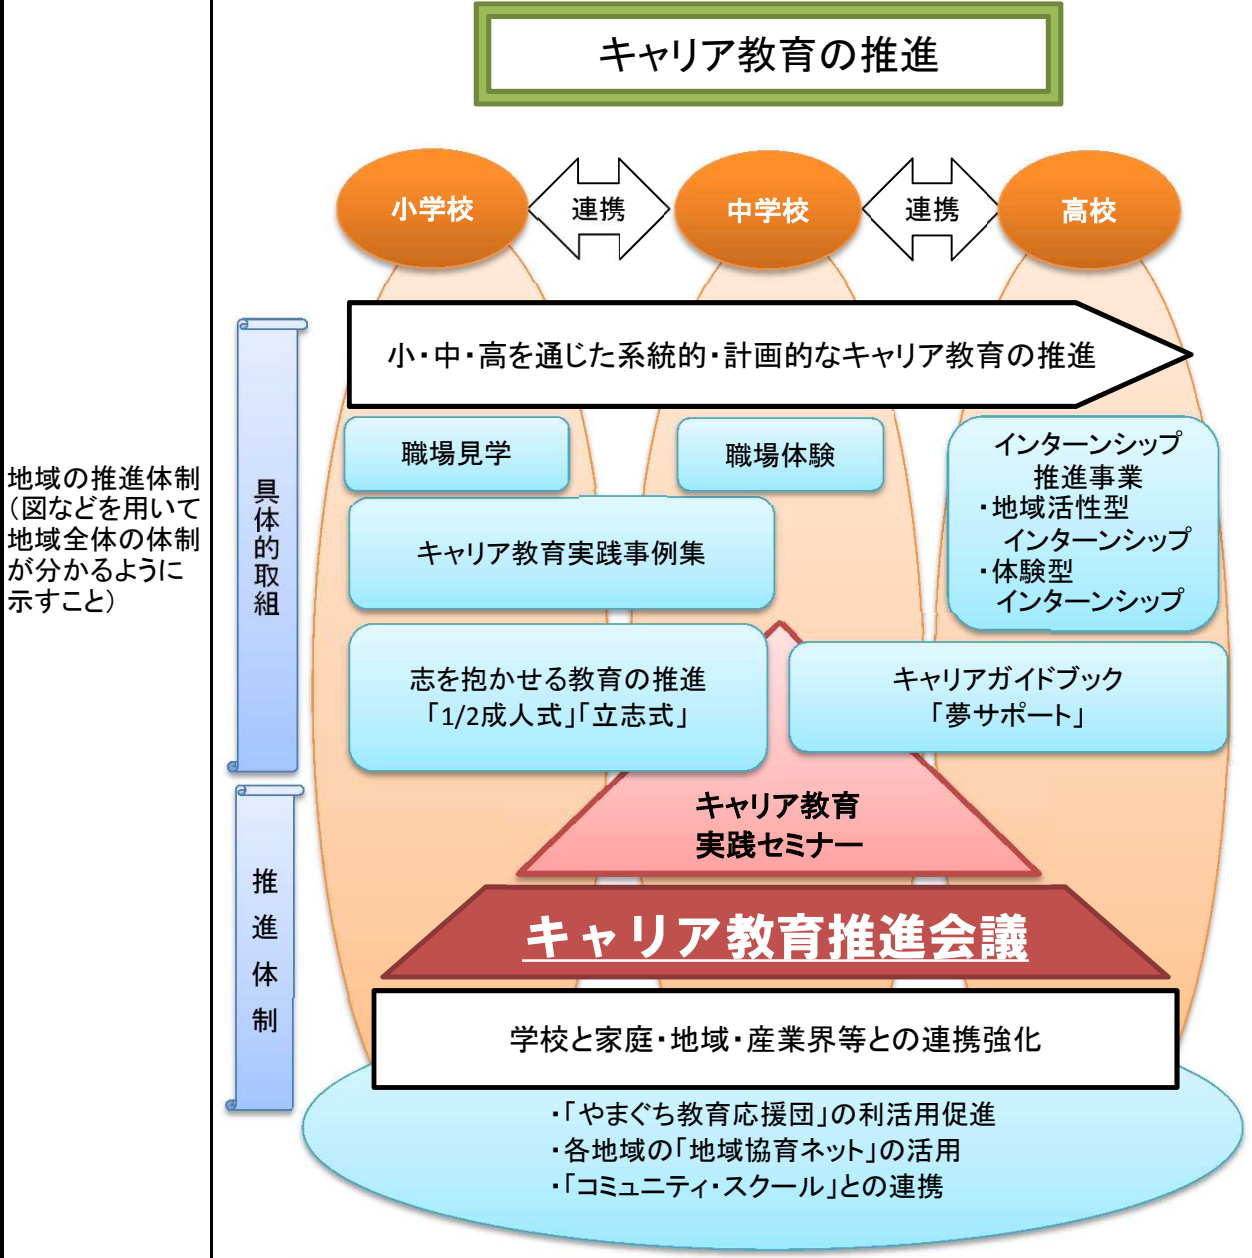 キャリア教育の推進
小学校
連携
中学校
連携
高校
小・中・高を通じた系統的・計画的なキャリア教育の推進
地域の推進体制
（図などを用いて
地域全体の体制
が分かるように
示すこと）
具体的取組
職場見学
職場体験
インターンシップ
推進事業
・地域活性型
インターンシップ
・体験型
インターンシップ
キャリア教育実践事例集
志を抱かせる教育の推進
「1/2成人式」「立志式」
キャリアガイドブック
「夢サポート」
推進体制
キャリア教育
実践セミナー
キャリア教育推進会議
学校と家庭・地域・産業界等との連携強化
・「やまぐち教育応援団」の利活用促進
・各地域の「地域協育ネット」の活用
・「コミュニティ・スクール」との連携